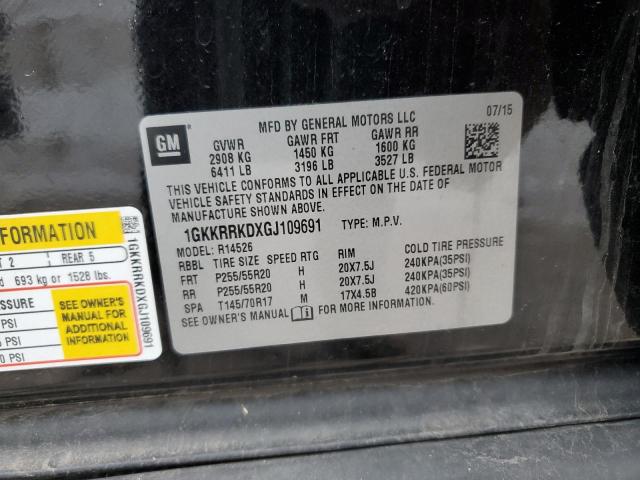 MFD BY GENERAL MOTORS LLC
07/15
GM
GVWR GAWR FRT GAWR RR
2908 KG 1450 KG 1600 KG
6411 LB 3196 LB 3527 LB
THIS VEHICLE CONFORMS TO ALL APPLICABLE U.S. FEDERAL MOTOR
VEHICLE SAFETY STANDARDS IN EFFECT ON THE DATE OF
MANUFACTURE SHOWN ABOVE.
1GKKRRKDXGJ109691 TYPE: M.P.V.
MODEL: R14526
RBBL TIRE SIZE SPEED RTG RIM COLD TIRE PRESSURE
FRT P255/55R20 H 20X7.5J 240KPA(35PSI)
RR P255/55R20 H 20X7.5J 240KPA(35PSI)
SPA T145/70R17 M 17X4.5B 420KPA(60PSI)
SEE OWNER'S MANUAL FOR MORE INFORMATION.
FORMATION
2 REAR 5
693 kg or 1528 lbs.
SSURE
PSI
PSI
0 PSI
SEE OWNER'S
MANUAL FOR
ADDITIONAL
INFORMATION
1GKKRRKDXGJ109691